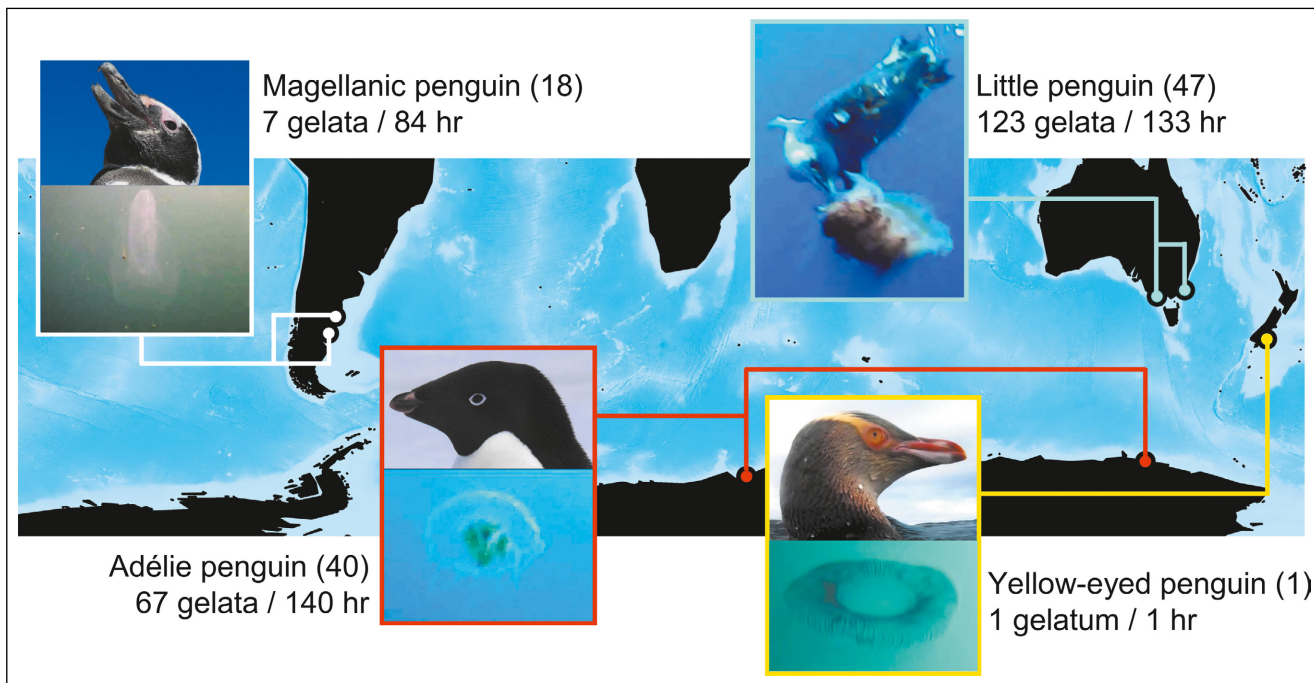 Magellanic penguin (18)
7 gelata / 84 hr
Little penguin (47)
123 gelata / 133 hr
Adélie penguin (40)
67 gelata / 140 hr
Yellow-eyed penguin (1)
1 gelatum / 1 hr